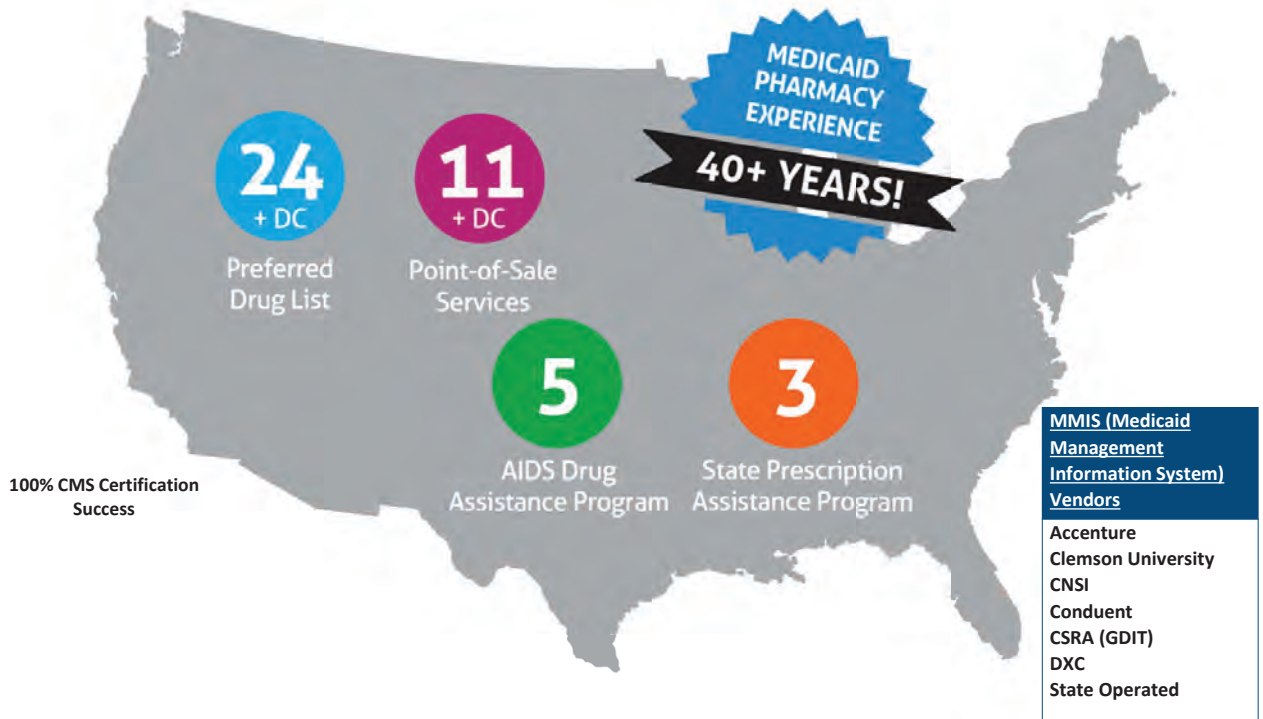 MEDICAID
PHARMACY
EXPERIENCE
40+ YEARS!
24
+ DC
Preferred
Drug List
11
+ DC
Point-of-Sale
Services
5
AIDS Drug
Assistance Program
3
State Prescription
Assistance Program
100% CMS Certification
Success
MMIS (Medicaid
Management
Information System)
Vendors
Accenture
Clemson University
CNSI
Conduent
CSRA (GDIT)
DXC
State Operated